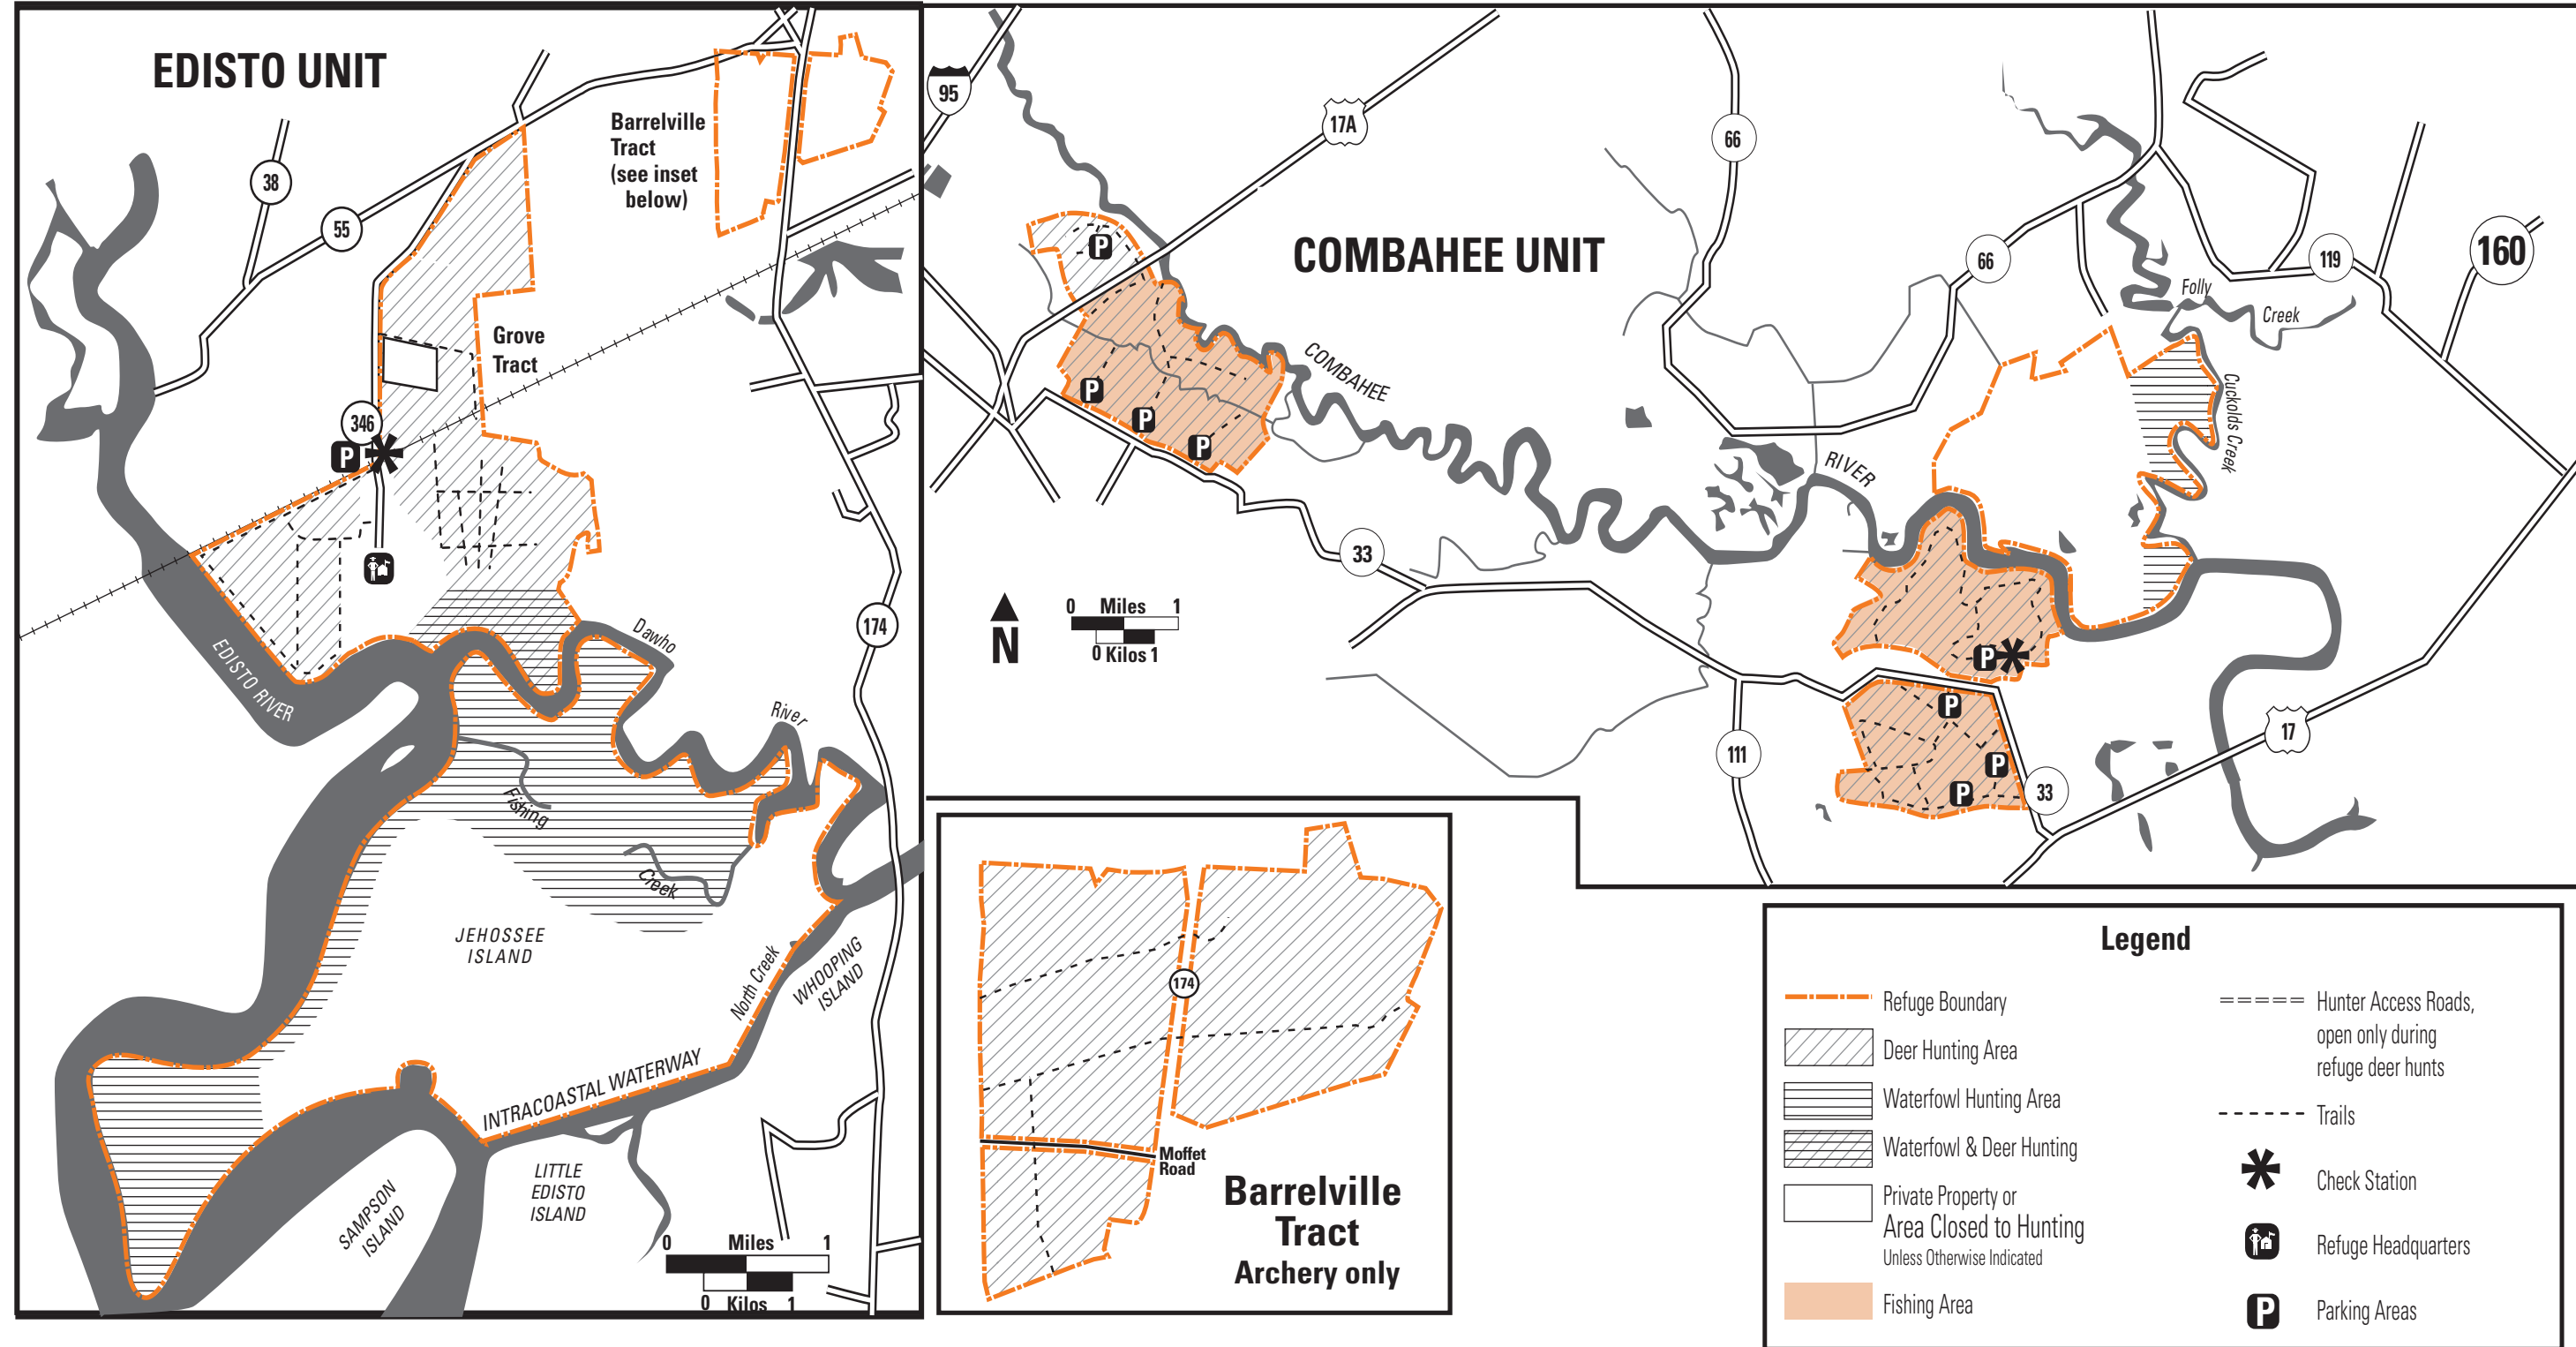 EDISTO UNIT
38
55
Barrelville
Tract
(see inset
below)
Grove
Tract
346
P
EDISTO RIVER
Dawho
River
174
Fishing
Creek
JEHOSSEE
ISLAND
North Creek
WHOOPING
ISLAND
INTRACOASTAL WATERWAY
SAMPSON
ISLAND
LITTLE
EDISTO
ISLAND
0 Miles 1
0 Kilos 1
COMBAHEE UNIT
95
17A
66
66
119
160
Folly
Creek
Cuckolds Creek
P
P
P
P
COMBAHEE
RIVER
33
N
0 Miles 1
0 Kilos 1
P
P
P
P
111
33
17
174
Moffet
Road
Barrelville
Tract
Archery only
Legend
Refuge Boundary
Deer Hunting Area
Waterfowl Hunting Area
Waterfowl & Deer Hunting
Private Property or
Area Closed to Hunting
Unless Otherwise Indicated
Fishing Area
Hunter Access Roads,
open only during
refuge deer hunts
Trails
Check Station
Refuge Headquarters
P Parking Areas